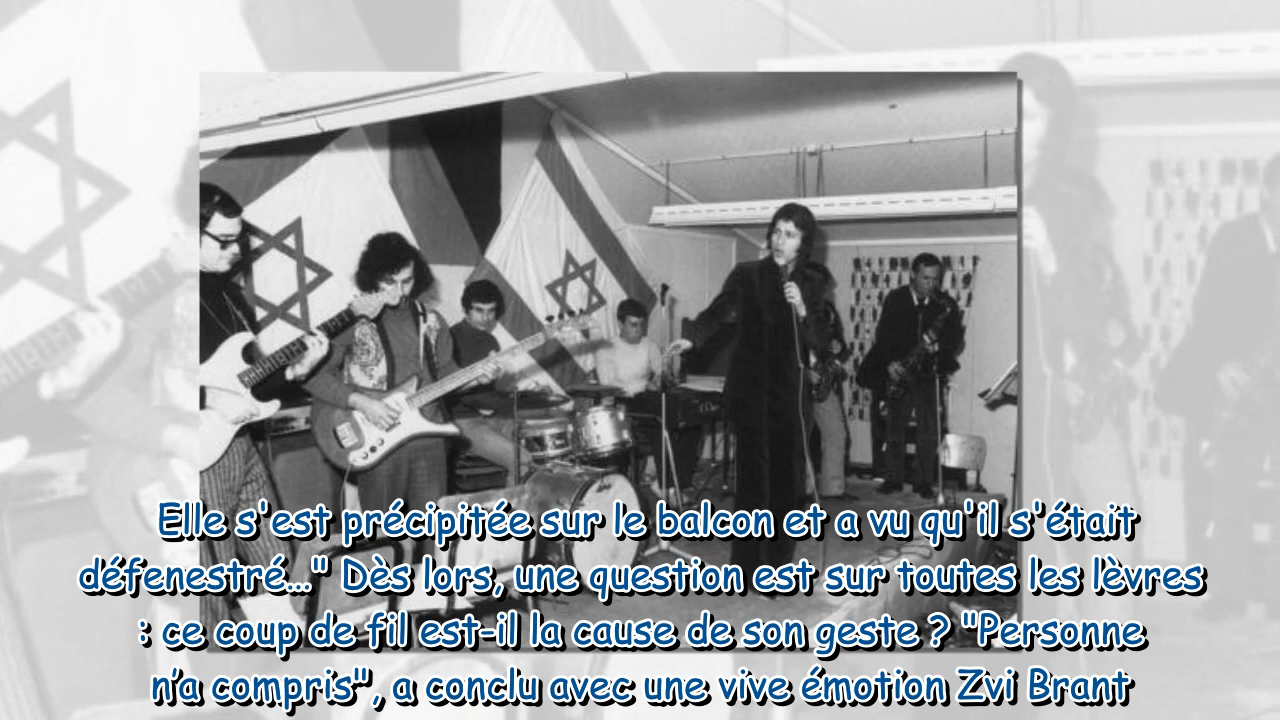 Elle s'est précipitée sur le balcon et a vu qu'il s'était
défenestré..." Dès lors, une question est sur toutes les lèvres
: ce coup de fil est-il la cause de son geste ? "Personne
n’a compris", a conclu avec une vive émotion Zvi Brant